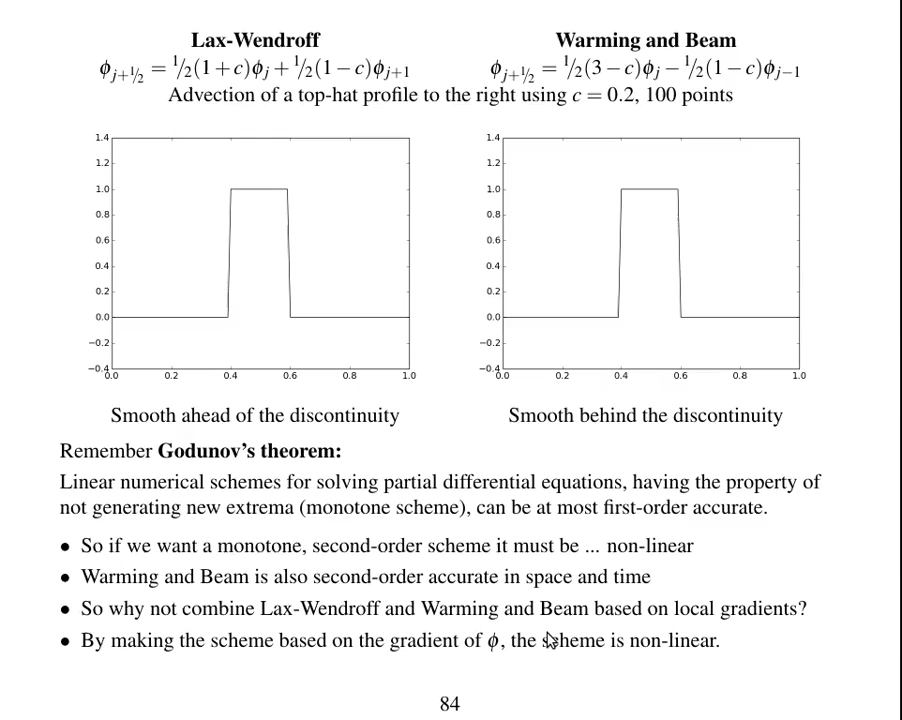 Lax-Wendroff
ϕ_{j+½} = ½(1+c)ϕ_j + ½(1−c)ϕ_{j+1}
Warming and Beam
ϕ_{j+½} = ½(3−c)ϕ_j − ½(1−c)ϕ_{j−1}
Advection of a top-hat profile to the right using c = 0.2, 100 points
1.4
1.2
1.0
0.8
0.6
0.4
0.2
0.0
−0.2
−0.4
0.0 0.2 0.4 0.6 0.8 1.0
1.4
1.2
1.0
0.8
0.6
0.4
0.2
0.0
−0.2
−0.4
0.0 0.2 0.4 0.6 0.8 1.0
Smooth ahead of the discontinuity
Smooth behind the discontinuity
Remember Godunov's theorem:
Linear numerical schemes for solving partial differential equations, having the property of
not generating new extrema (monotone scheme), can be at most first-order accurate.
• So if we want a monotone, second-order scheme it must be ... non-linear
• Warming and Beam is also second-order accurate in space and time
• So why not combine Lax-Wendroff and Warming and Beam based on local gradients?
• By making the scheme based on the gradient of ϕ, the scheme is non-linear.
84